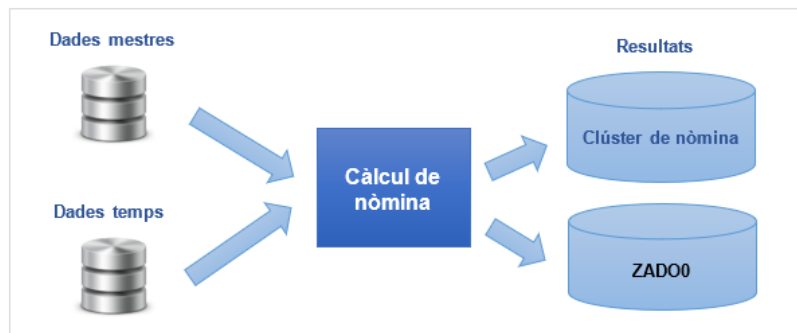 Dades mestres
Resultats
Clúster de nòmina
Càlcul de
nòmina
Dades temps
ZADO0